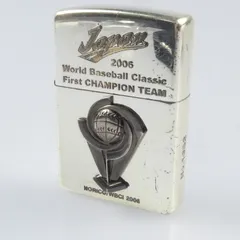 Japan
2006
World Baseball Classic
First CHAMPION TEAM